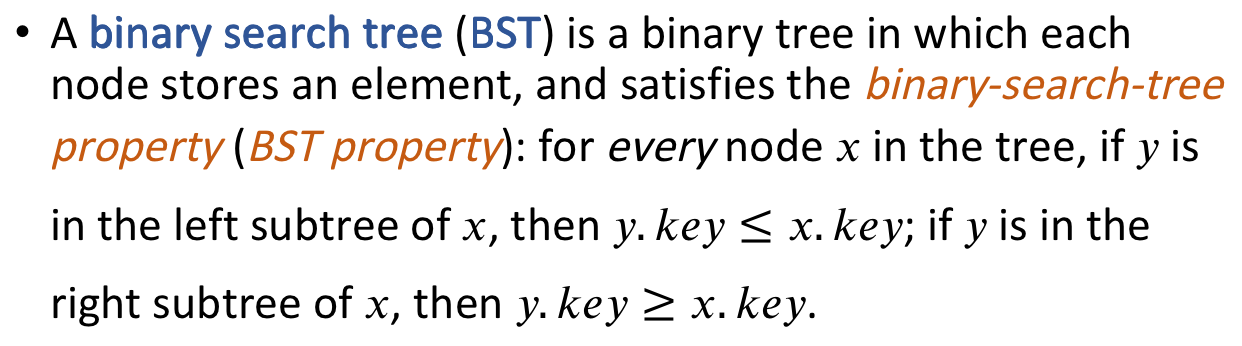 • A binary search tree (BST) is a binary tree in which each
node stores an element, and satisfies the binary-search-tree
property (BST property): for every node x in the tree, if y is
in the left subtree of x, then y. key ≤ x. key; if y is in the
right subtree of x, then y. key ≥ x. key.